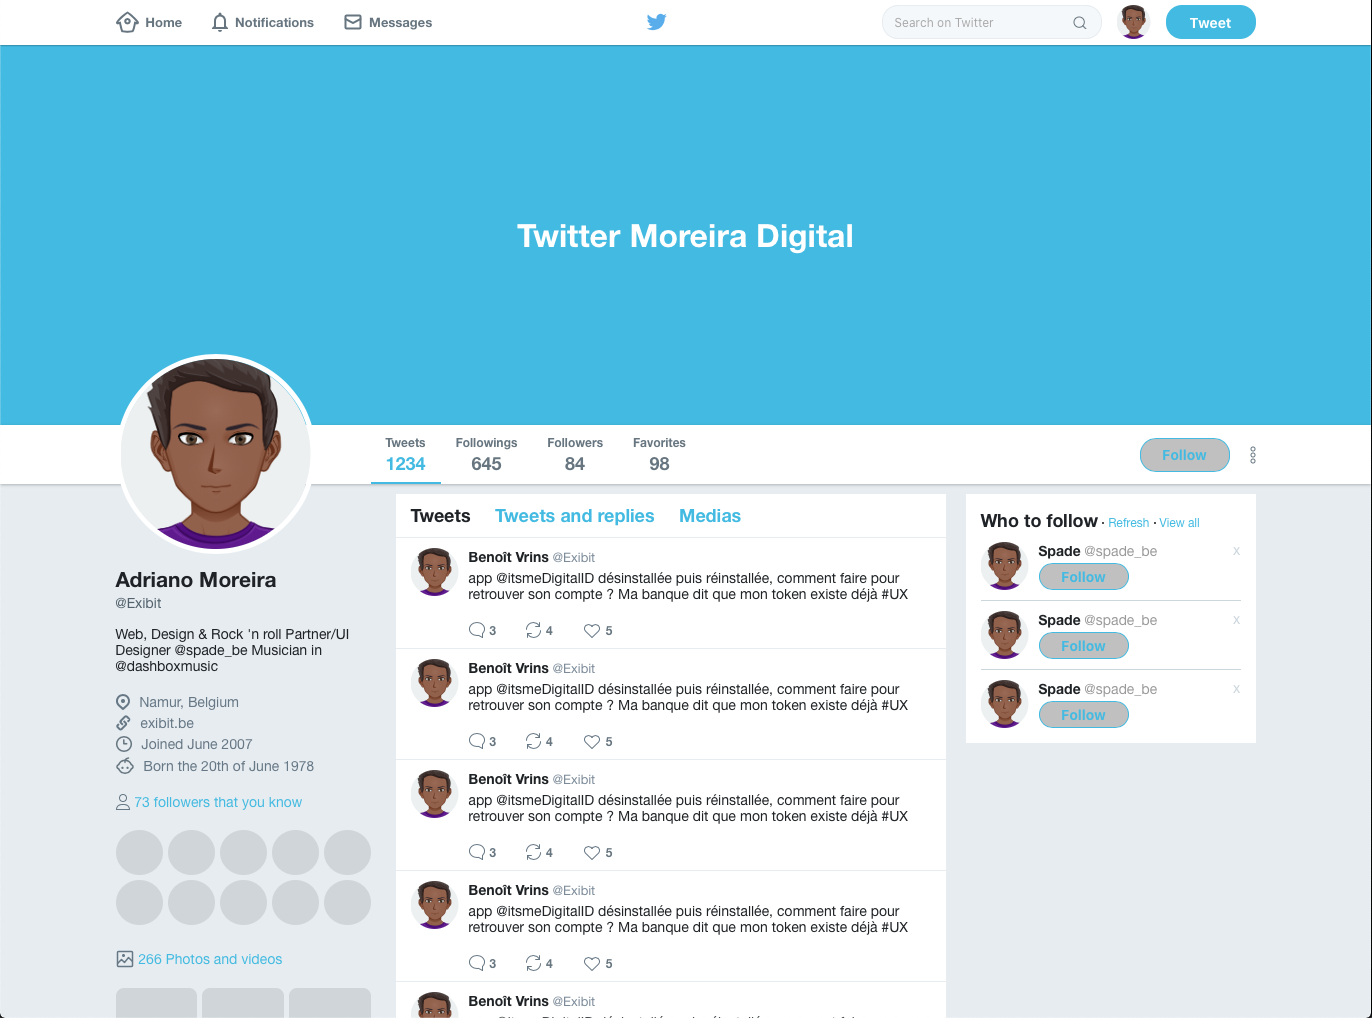 Home
Notifications
Messages
Search on Twitter
Tweet
Twitter Moreira Digital
Tweets
1234
Followings
645
Followers
84
Favorites
98
Follow
Adriano Moreira
@Exibit
Web, Design & Rock 'n roll Partner/UI
Designer @spade_be Musician in
@dashboxmusic
Namur, Belgium
exibit.be
Joined June 2007
Born the 20th of June 1978
73 followers that you know
266 Photos and videos
Tweets Tweets and replies Medias
Benoît Vrins @Exibit
app @itsmeDigitalID désinstallée puis réinstallée, comment faire pour
retrouver son compte ? Ma banque dit que mon token existe déjà #UX
3 4 5
Benoît Vrins @Exibit
app @itsmeDigitalID désinstallée puis réinstallée, comment faire pour
retrouver son compte ? Ma banque dit que mon token existe déjà #UX
3 4 5
Benoît Vrins @Exibit
app @itsmeDigitalID désinstallée puis réinstallée, comment faire pour
retrouver son compte ? Ma banque dit que mon token existe déjà #UX
3 4 5
Benoît Vrins @Exibit
app @itsmeDigitalID désinstallée puis réinstallée, comment faire pour
retrouver son compte ? Ma banque dit que mon token existe déjà #UX
3 4 5
Benoît Vrins @Exibit
Who to follow · Refresh · View all
Spade @spade_be x
Follow
Spade @spade_be x
Follow
Spade @spade_be x
Follow